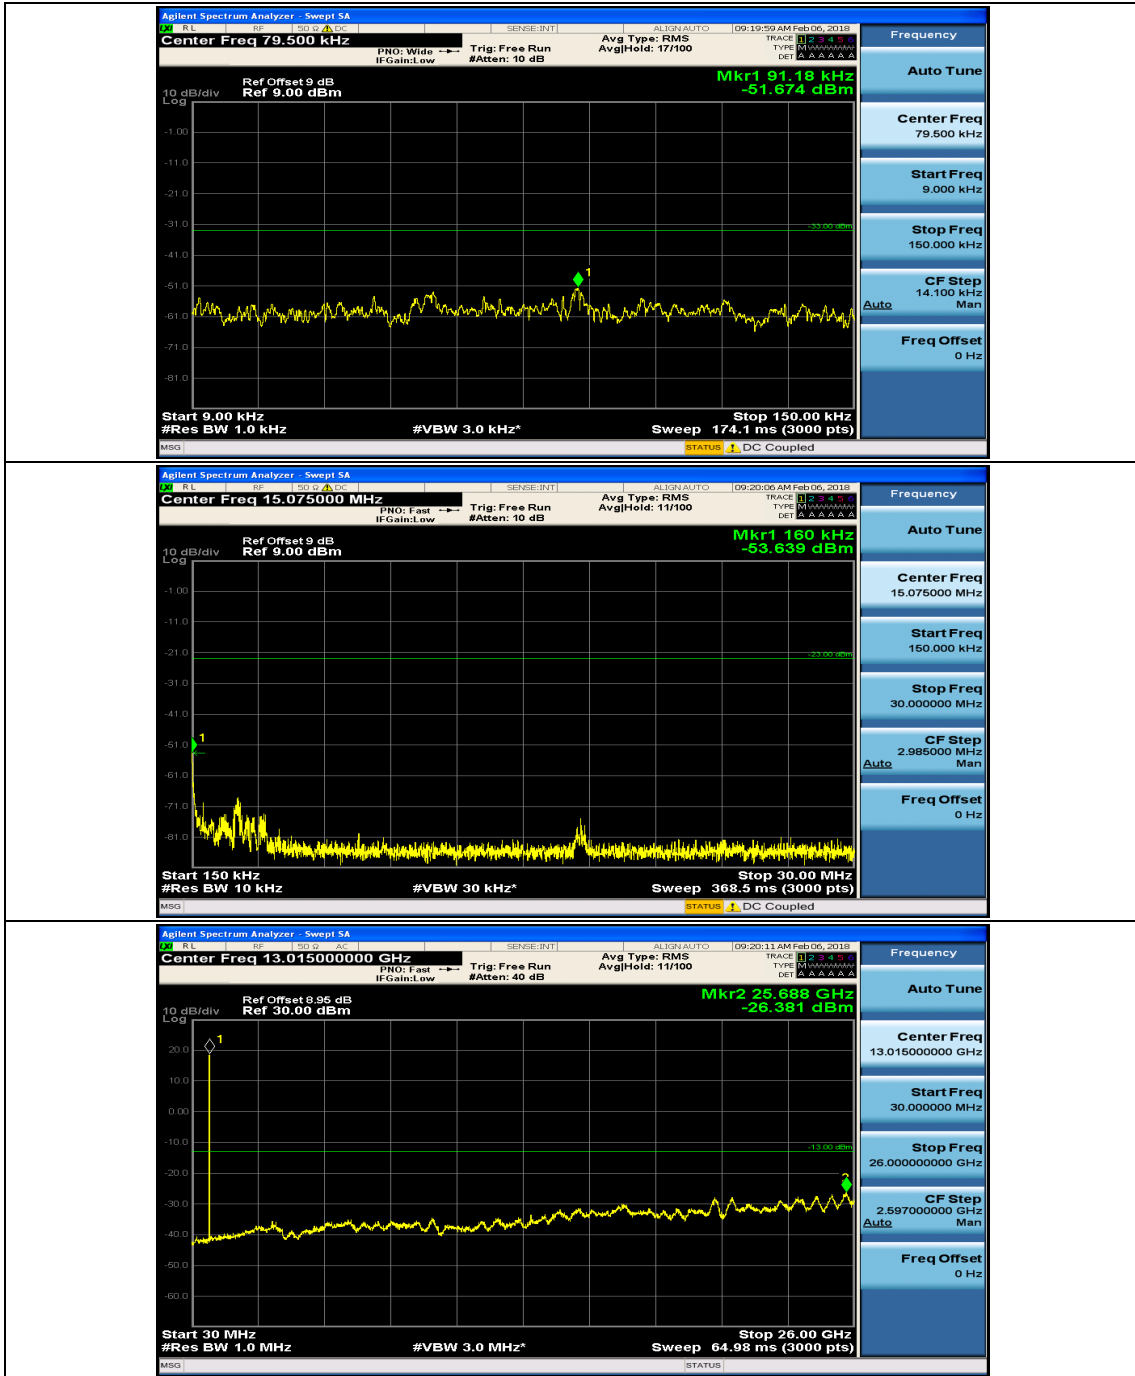 Agilent Spectrum Analyzer - Swept SA
LXI RL RF 50 Ω DC SENSE:INT ALIGN AUTO 09:19:59 AM Feb 06, 2018
Center Freq 79.500 kHz
PNO: Wide
IFGain:Low
Trig: Free Run
#Atten: 10 dB
Avg Type: RMS
Avg|Hold: 17/100
TRACE 1 2 3 4 5 6
TYPE M WWWWW
DET A A A A A A
Ref Offset 9 dB
10 dB/div Ref 9.00 dBm
Log
Mkr1 91.18 kHz
-51.674 dBm
-1.00
-11.0
-21.0
-31.0
-33.00 dBm
-41.0
-51.0
1
-61.0
-71.0
-81.0
Start 9.00 kHz Stop 150.00 kHz
#Res BW 1.0 kHz #VBW 3.0 kHz* Sweep 174.1 ms (3000 pts)
MSG STATUS DC Coupled
Frequency
Auto Tune
Center Freq
79.500 kHz
Start Freq
9.000 kHz
Stop Freq
150.000 kHz
CF Step
14.100 kHz
Auto Man
Freq Offset
0 Hz
Agilent Spectrum Analyzer - Swept SA
LXI RL RF 50 Ω DC SENSE:INT ALIGN AUTO 09:20:06 AM Feb 06, 2018
Center Freq 15.075000 MHz
PNO: Fast
IFGain:Low
Trig: Free Run
#Atten: 10 dB
Avg Type: RMS
Avg|Hold: 11/100
TRACE 1 2 3 4 5 6
TYPE M WWWWW
DET A A A A A A
Ref Offset 9 dB
10 dB/div Ref 9.00 dBm
Log
Mkr1 160 kHz
-53.639 dBm
-1.00
-11.0
-21.0
-23.00 dBm
-31.0
-41.0
-51.0
1
-61.0
-71.0
-81.0
Start 150 kHz Stop 30.00 MHz
#Res BW 10 kHz #VBW 30 kHz* Sweep 368.5 ms (3000 pts)
MSG STATUS DC Coupled
Frequency
Auto Tune
Center Freq
15.075000 MHz
Start Freq
150.000 kHz
Stop Freq
30.000000 MHz
CF Step
2.985000 MHz
Auto Man
Freq Offset
0 Hz
Agilent Spectrum Analyzer - Swept SA
LXI RL RF 50 Ω AC SENSE:INT ALIGN AUTO 09:20:11 AM Feb 06, 2018
Center Freq 13.015000000 GHz
PNO: Fast
IFGain:Low
Trig: Free Run
#Atten: 40 dB
Avg Type: RMS
Avg|Hold: 11/100
TRACE 1 2 3 4 5 6
TYPE M WWWWW
DET A A A A A A
Ref Offset 8.95 dB
10 dB/div Ref 30.00 dBm
Log
Mkr2 25.688 GHz
-26.381 dBm
1
20.0
10.0
0.00
-10.0
-13.00 dBm
-20.0
2
-30.0
-40.0
-50.0
-60.0
Start 30 MHz Stop 26.00 GHz
#Res BW 1.0 MHz #VBW 3.0 MHz* Sweep 64.98 ms (3000 pts)
MSG STATUS
Frequency
Auto Tune
Center Freq
13.015000000 GHz
Start Freq
30.000000 MHz
Stop Freq
26.000000000 GHz
CF Step
2.597000000 GHz
Auto Man
Freq Offset
0 Hz